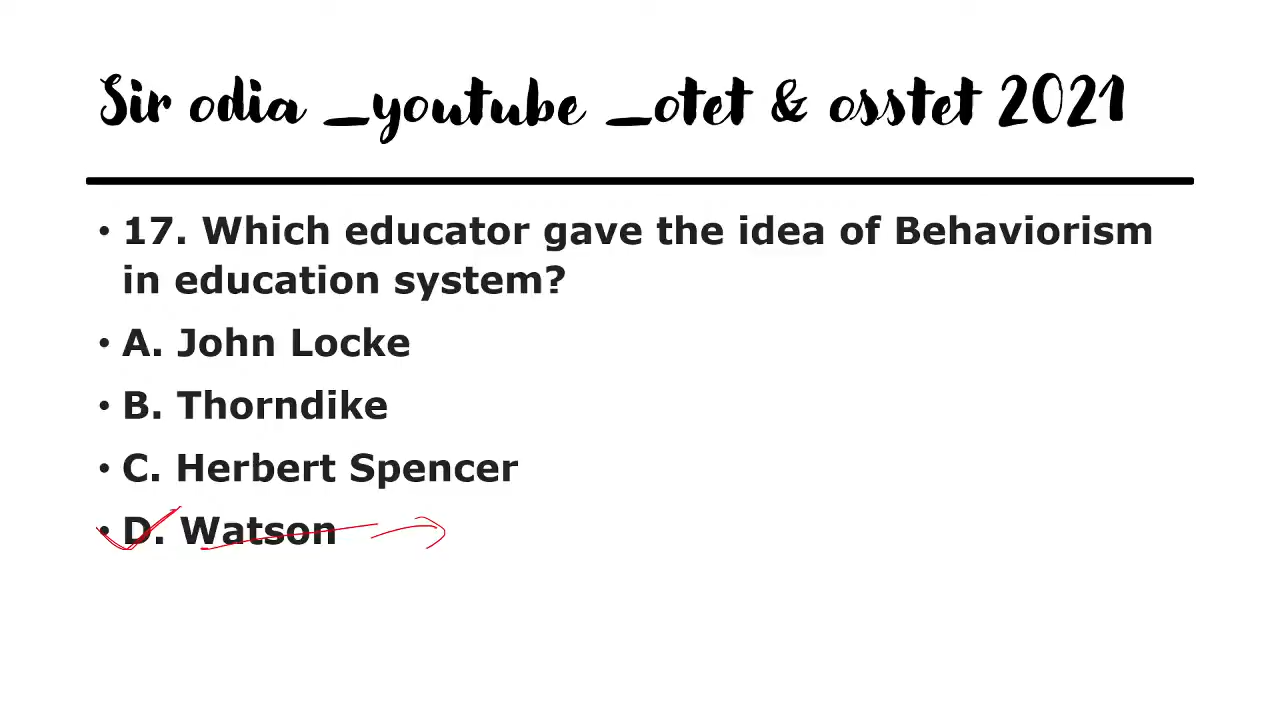 Sir odia _youtube _otet & osstet 2021
• 17. Which educator gave the idea of Behaviorism
in education system?
• A. John Locke
• B. Thorndike
• C. Herbert Spencer
• D. Watson